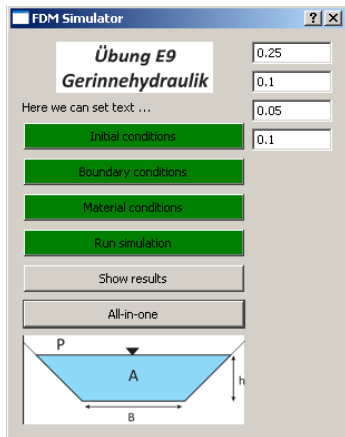 FDM Simulator
Übung E9
Gerinnehydraulik
Here we can set text ...
Initial conditions
Boundary conditions
Material conditions
Run simulation
Show results
All-in-one
0.25
0.1
0.05
0.1
P
A
h
B